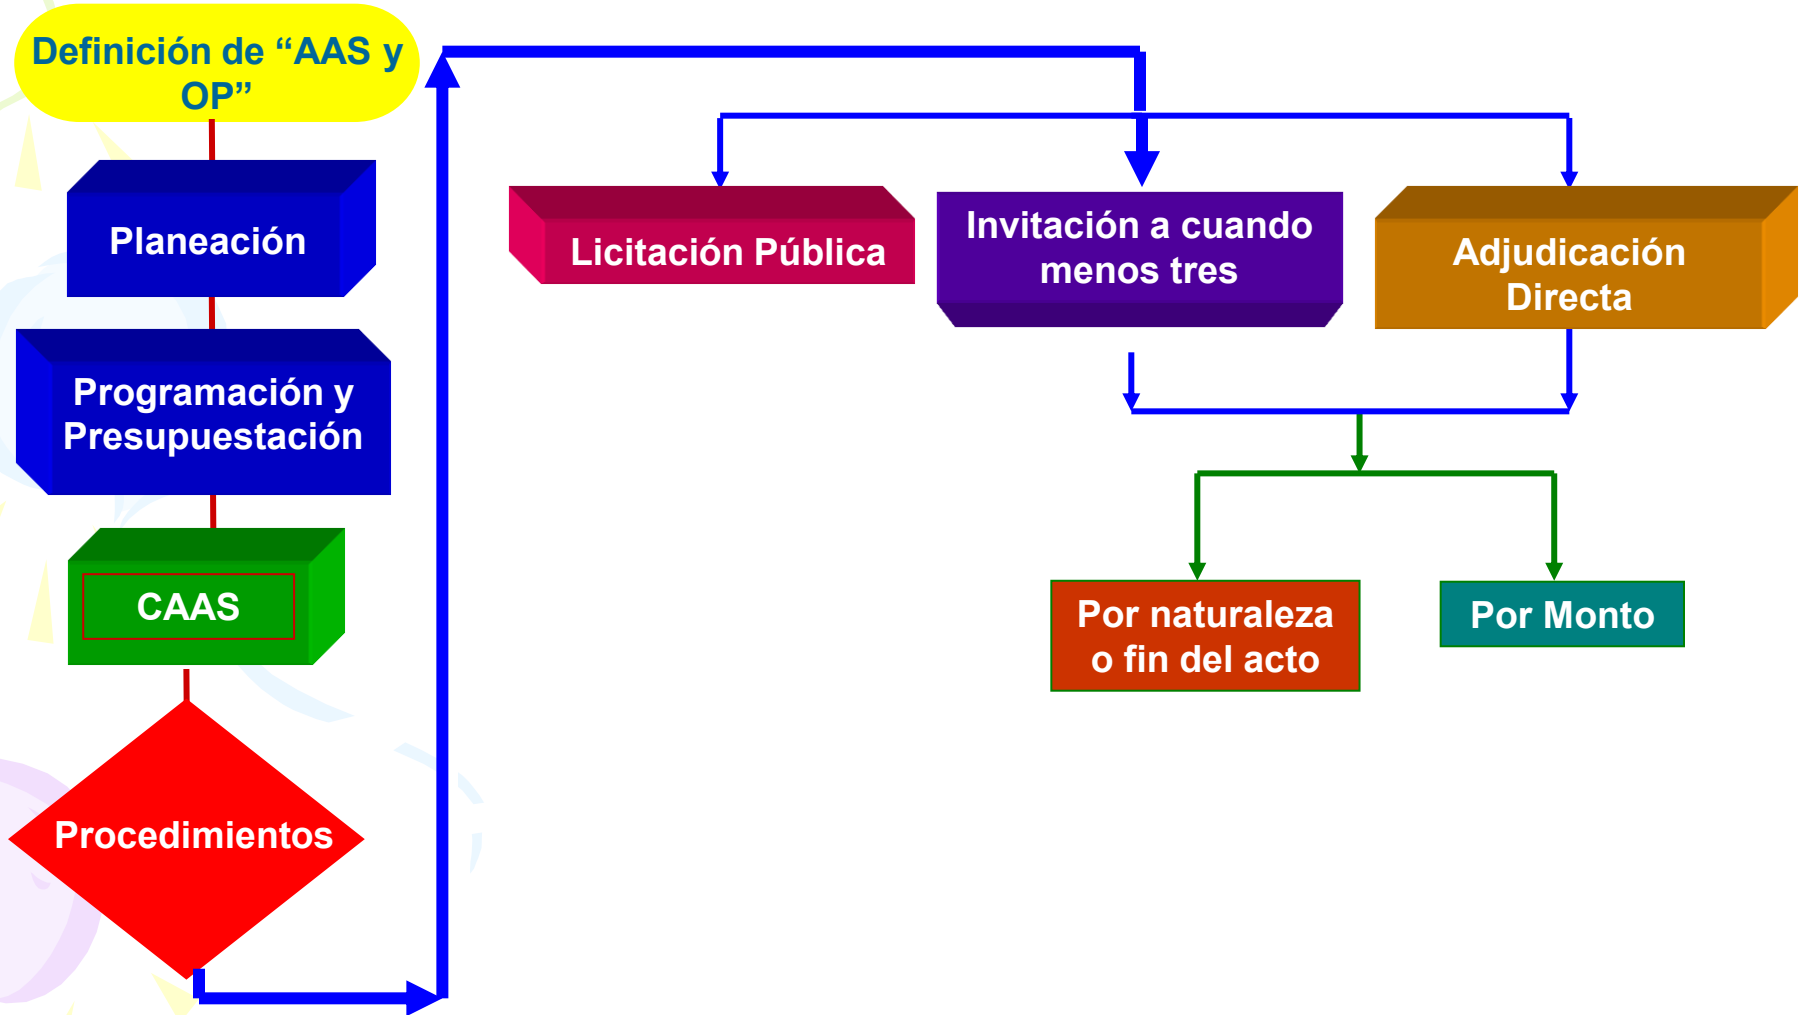 Definición de “AAS y
OP”
Planeación
Programación y
Presupuestación
CAAS
Procedimientos
Licitación Pública
Invitación a cuando
menos tres
Adjudicación
Directa
Por naturaleza
o fin del acto
Por Monto